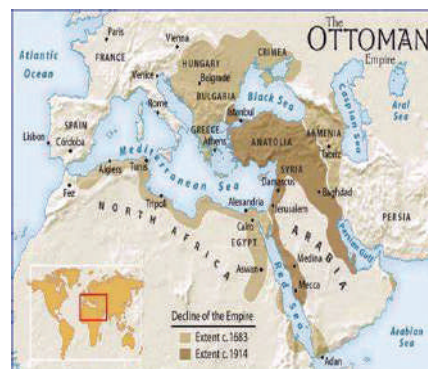 The
OTTOMAN
Empire
Paris
Vienna
Atlantic
Ocean
FRANCE
HUNGARY
CRIMEA
Venice
Belgrade
BULGARIA
Black Sea
Caspian Sea
Aral
Sea
Rome
Istanbul
SPAIN
GREECE
ANATOLIA
ARMENIA
Lisbon
Córdoba
Athens
Tabriz
Mediterranean Sea
Algiers
Tunis
SYRIA
Damascus
Baghdad
Fez
Tripoli
Alexandria
Jerusalem
PERSIA
NORTH AFRICA
Cairo
EGYPT
ARABIA
Persian Gulf
Aswan
Medina
Red Sea
Mecca
Decline of the Empire
Extent c.1683
Extent c.1914
Arabian
Sea
Adan